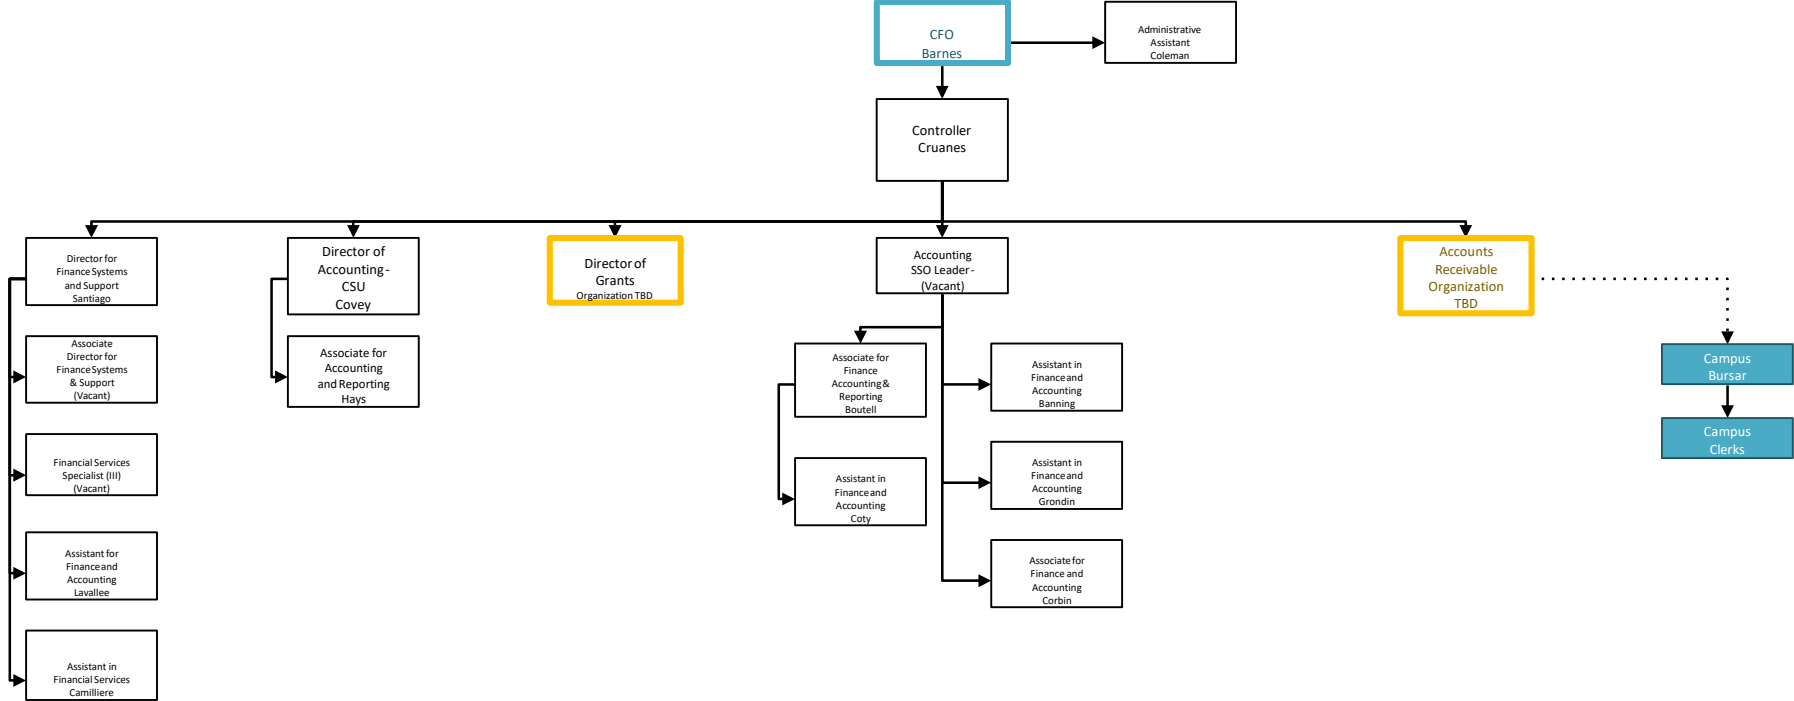 CFO
Barnes
Administrative
Assistant
Coleman
Controller
Cruanes
Director for
Finance Systems
and Support
Santiago
Director of
Accounting -
CSU
Covey
Director of
Grants
Organization TBD
Accounting
SSO Leader -
(Vacant)
Accounts
Receivable
Organization
TBD
Associate
Director for
Finance Systems
& Support
(Vacant)
Associate for
Accounting
and Reporting
Hays
Associate for
Finance
Accounting &
Reporting
Boutell
Assistant in
Finance and
Accounting
Banning
Campus
Bursar
Campus
Clerks
Financial Services
Specialist (III)
(Vacant)
Assistant in
Finance and
Accounting
Coty
Assistant in
Finance and
Accounting
Grondin
Assistant for
Finance and
Accounting
Lavallee
Associate for
Finance and
Accounting
Corbin
Assistant in
Financial Services
Camilliere